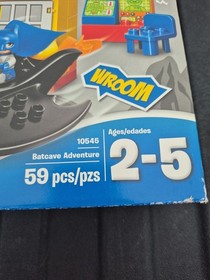 WROOM
10545
Batcave Adventure
59 pcs/pzs
Ages/edades
2-5